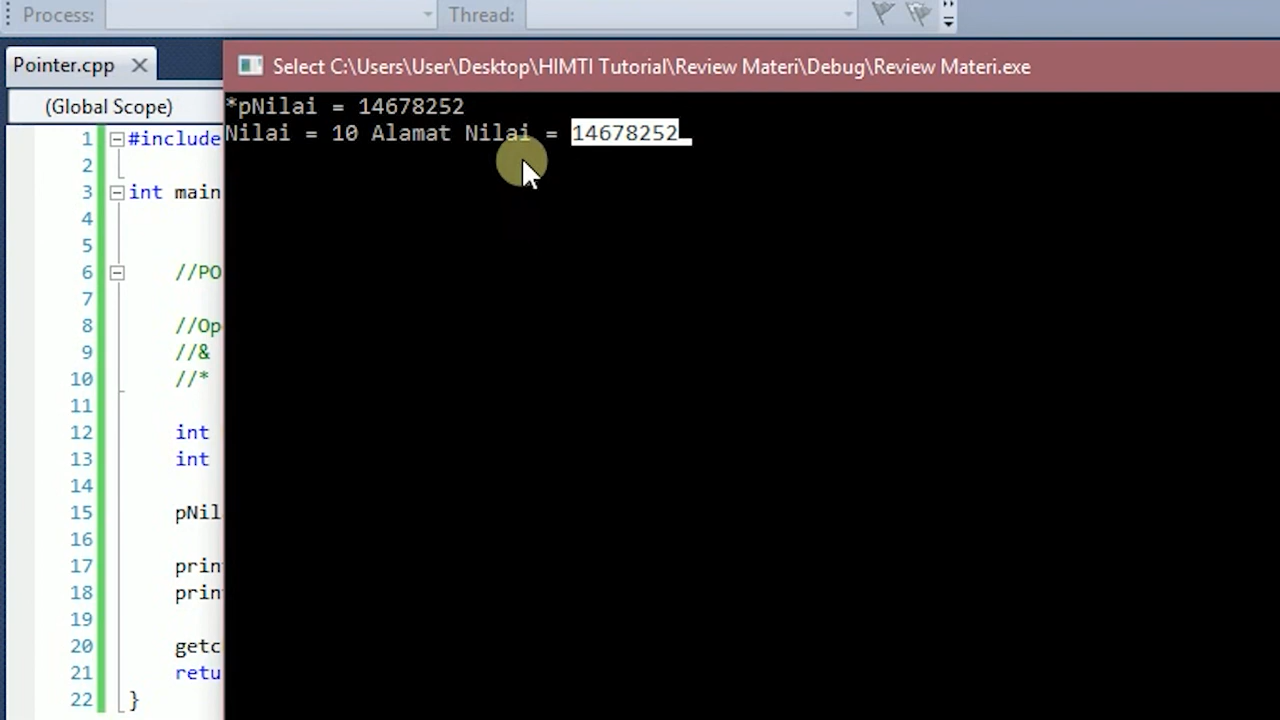 Process: Thread:
Pointer.cpp
Select C:\Users\User\Desktop\HIMTI Tutorial\Review Materi\Debug\Review Materi.exe
(Global Scope)
*pNilai = 14678252
Nilai = 10 Alamat Nilai = 14678252
1 #include
2
3 int main
4
5
6 //PO
7
8 //Op
9 //&
10 //*
11
12 int
13 int
14
15 pNil
16
17 prin
18 prin
19
20 getc
21 retu
22 }